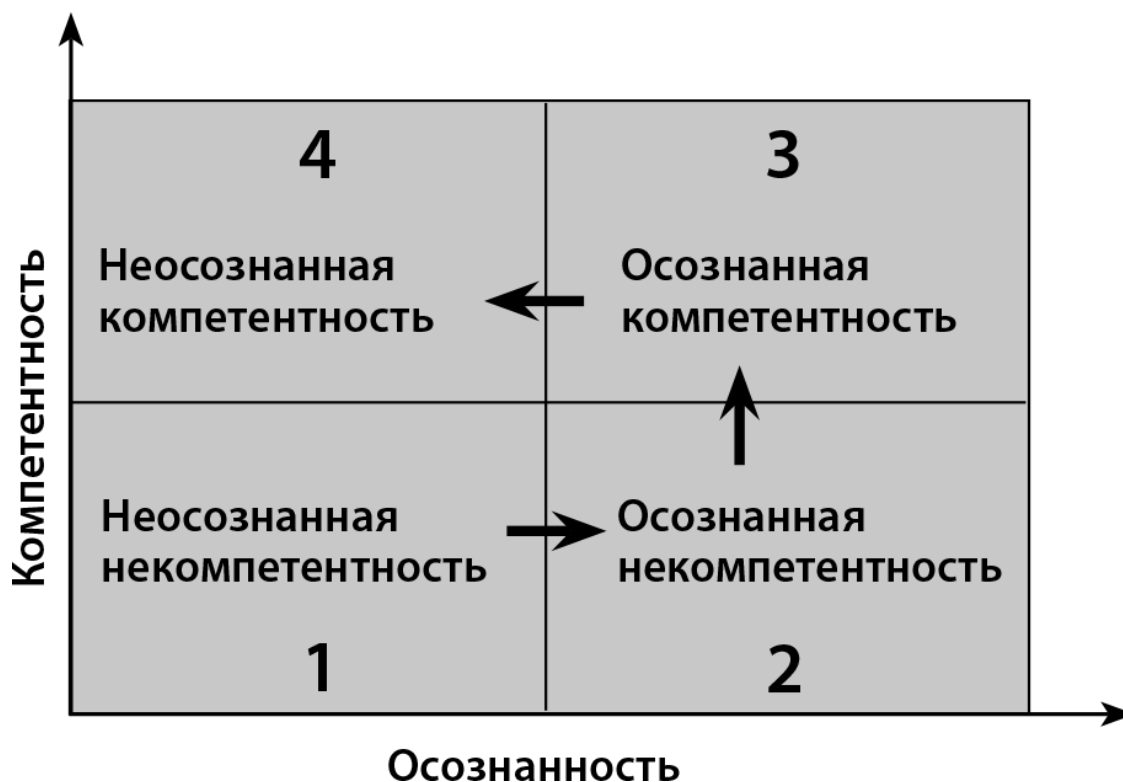 4
3
Неосознанная
компетентность
Осознанная
компетентность
Компетентность
Неосознанная
некомпетентность
Осознанная
некомпетентность
1
2
Осознанность